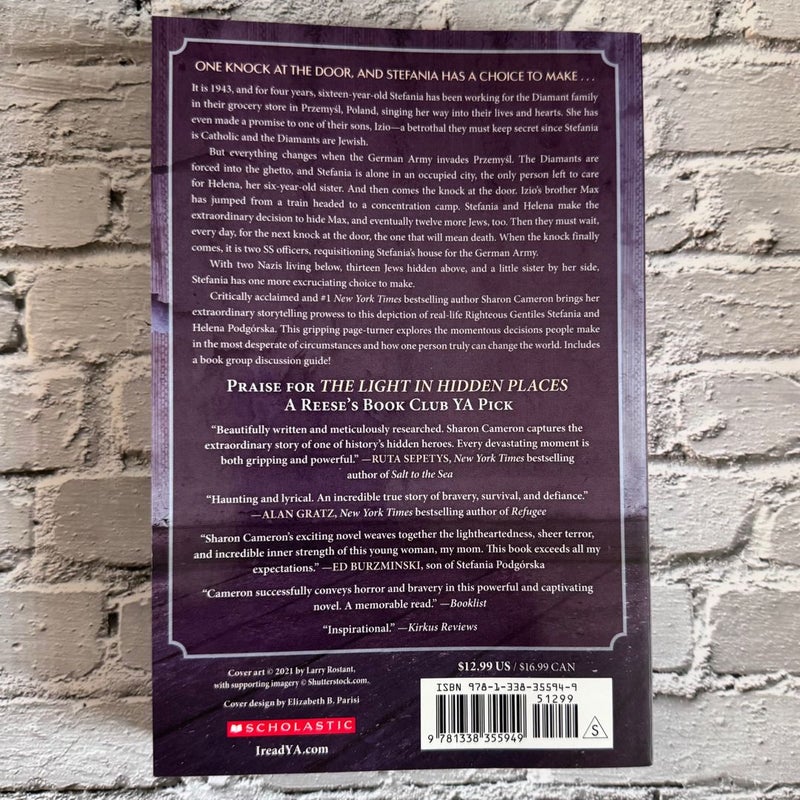 ONE KNOCK AT THE DOOR, AND STEFANIA HAS A CHOICE TO MAKE . . .
It is 1943, and for four years, sixteen-year-old Stefania has been working for the Diamant family
in their grocery store in Przemyśl, Poland, singing her way into their lives and hearts. She has
even made a promise to one of their sons, Izio—a betrothal they must keep secret since Stefania
is Catholic and the Diamants are Jewish.
But everything changes when the German Army invades Przemyśl. The Diamants are
forced into the ghetto, and Stefania is alone in an occupied city, the only person left to care
for Helena, her six-year-old sister. And then comes the knock at the door. Izio's brother Max
has jumped from a train headed to a concentration camp. Stefania and Helena make the
extraordinary decision to hide Max, and eventually twelve more Jews, too. Then they must wait,
every day, for the next knock at the door, the one that will mean death. When the knock finally
comes, it is two SS officers, requisitioning Stefania's house for the German Army.
With two Nazis living below, thirteen Jews hidden above, and a little sister by her side,
Stefania has one more excruciating choice to make.
Critically acclaimed and #1 New York Times bestselling author Sharon Cameron brings her
extraordinary storytelling prowess to this depiction of real-life Righteous Gentiles Stefania and
Helena Podgórska. This gripping page-turner explores the momentous decisions people make
in the most desperate of circumstances and how one person truly can change the world. Includes
a book group discussion guide!
PRAISE FOR THE LIGHT IN HIDDEN PLACES
A REESE'S BOOK CLUB YA PICK
"Beautifully written and meticulously researched. Sharon Cameron captures the
extraordinary story of one of history's hidden heroes. Every devastating moment is
both gripping and powerful." —RUTA SEPETYS, New York Times bestselling
author of Salt to the Sea
"Haunting and lyrical. An incredible true story of bravery, survival, and defiance."
—ALAN GRATZ, New York Times bestselling author of Refugee
"Sharon Cameron's exciting novel weaves together the lightheartedness, sheer terror,
and incredible inner strength of this young woman, my mom. This book exceeds all my
expectations." —ED BURZMINSKI, son of Stefania Podgórska
"Cameron successfully conveys horror and bravery in this powerful and captivating
novel. A memorable read." —Booklist
"Inspirational." —Kirkus Reviews
Cover art © 2021 by Larry Rostant,
with supporting imagery © Shutterstock.com.
Cover design by Elizabeth B. Parisi
SCHOLASTIC
IreadYA.com
$12.99 US / $16.99 CAN
ISBN 978-1-338-35594-9
51299
9 781338 355949
S